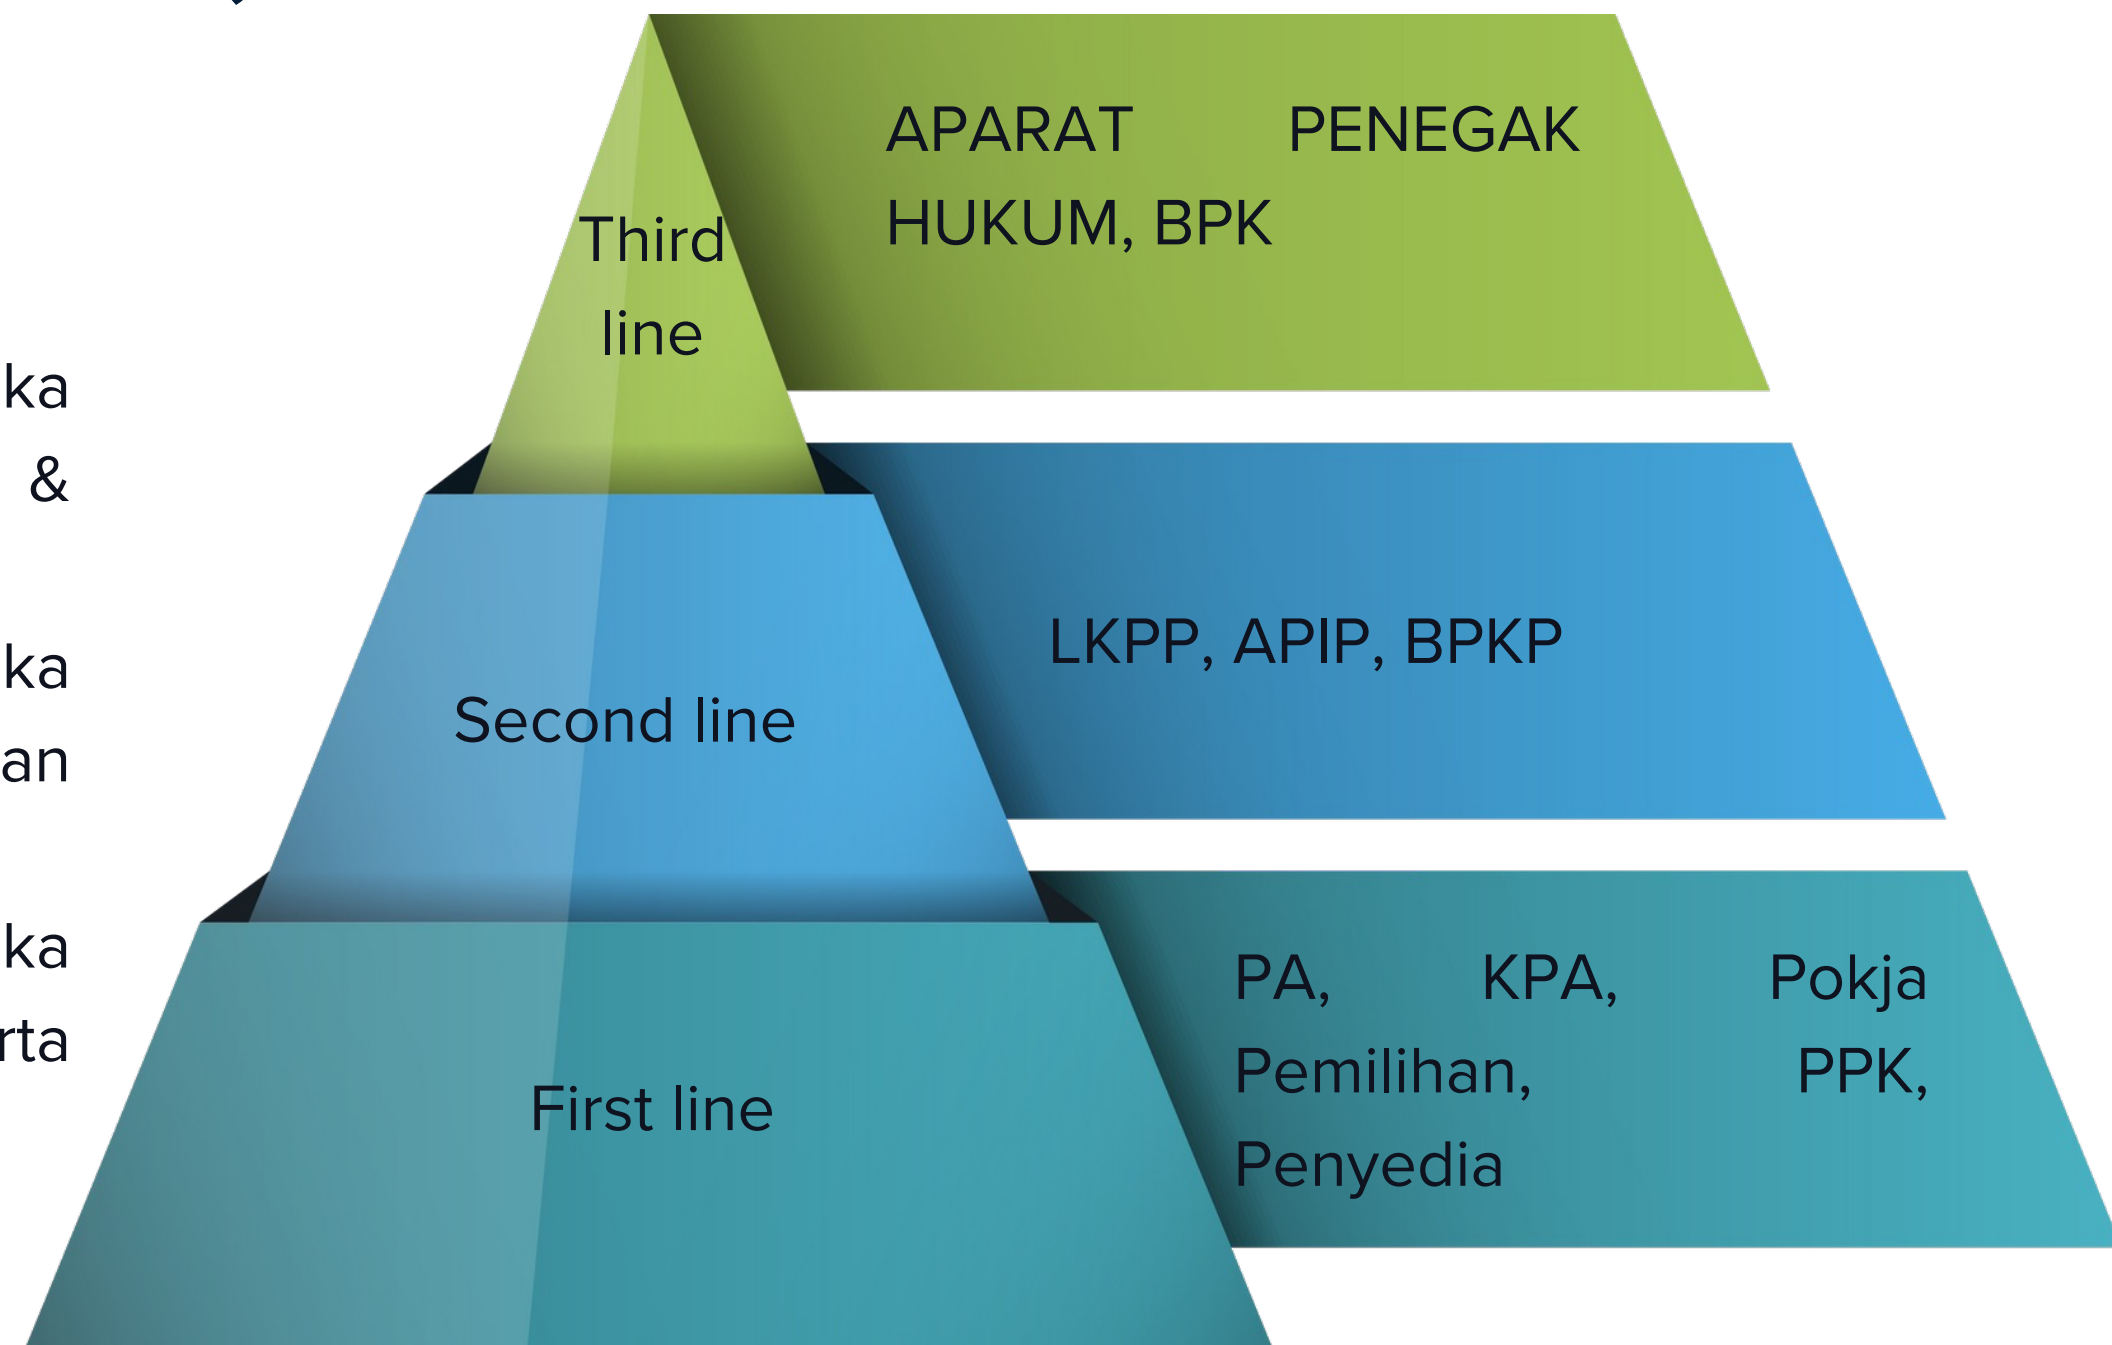 APARAT PENEGAK
HUKUM, BPK
Third
line
ka
&
LKPP, APIP, BPKP
ka
Second line
an
ka
PA, KPA, Pokja
rta
Pemilihan, PPK,
First line
Penyedia